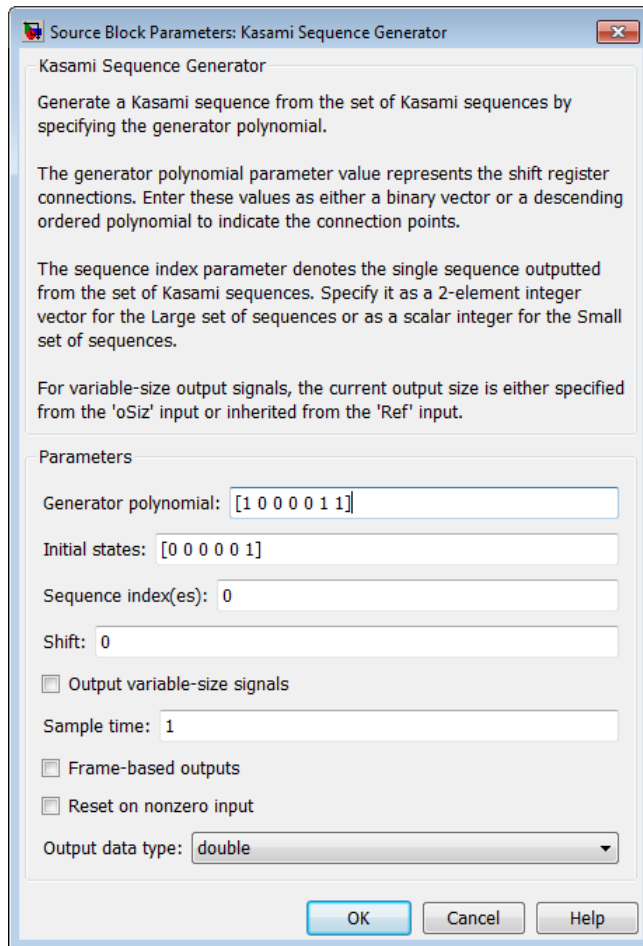 Source Block Parameters: Kasami Sequence Generator
Kasami Sequence Generator
Generate a Kasami sequence from the set of Kasami sequences by
specifying the generator polynomial.
The generator polynomial parameter value represents the shift register
connections. Enter these values as either a binary vector or a descending
ordered polynomial to indicate the connection points.
The sequence index parameter denotes the single sequence outputted
from the set of Kasami sequences. Specify it as a 2-element integer
vector for the Large set of sequences or as a scalar integer for the Small
set of sequences.
For variable-size output signals, the current output size is either specified
from the 'oSiz' input or inherited from the 'Ref' input.
Parameters
Generator polynomial: [1 0 0 0 0 1 1]
Initial states: [0 0 0 0 0 1]
Sequence index(es): 0
Shift: 0
Output variable-size signals
Sample time: 1
Frame-based outputs
Reset on nonzero input
Output data type: double
OK Cancel Help